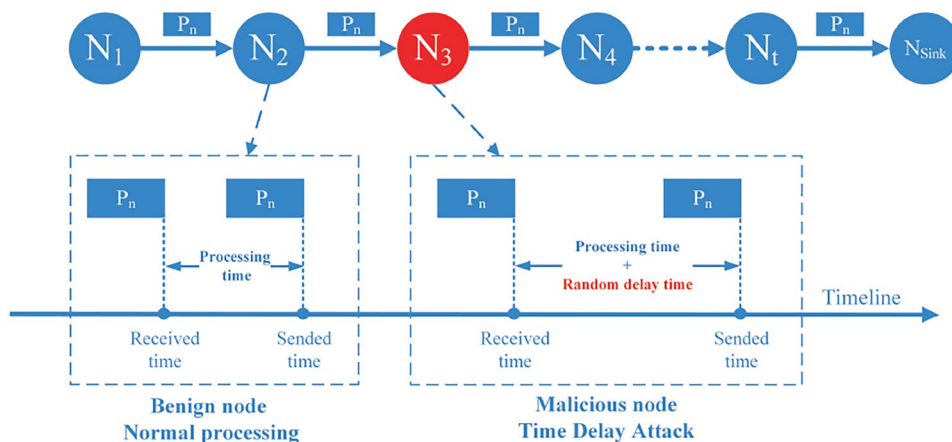 Pn Pn Pn Pn
N1 N2 N3 N4 Nt NSink
Pn Pn Pn Pn
Processing
time
Processing time
+
Random delay time
Timeline
Received
time
Sended
time
Received
time
Sended
time
Benign node
Normal processing
Malicious node
Time Delay Attack